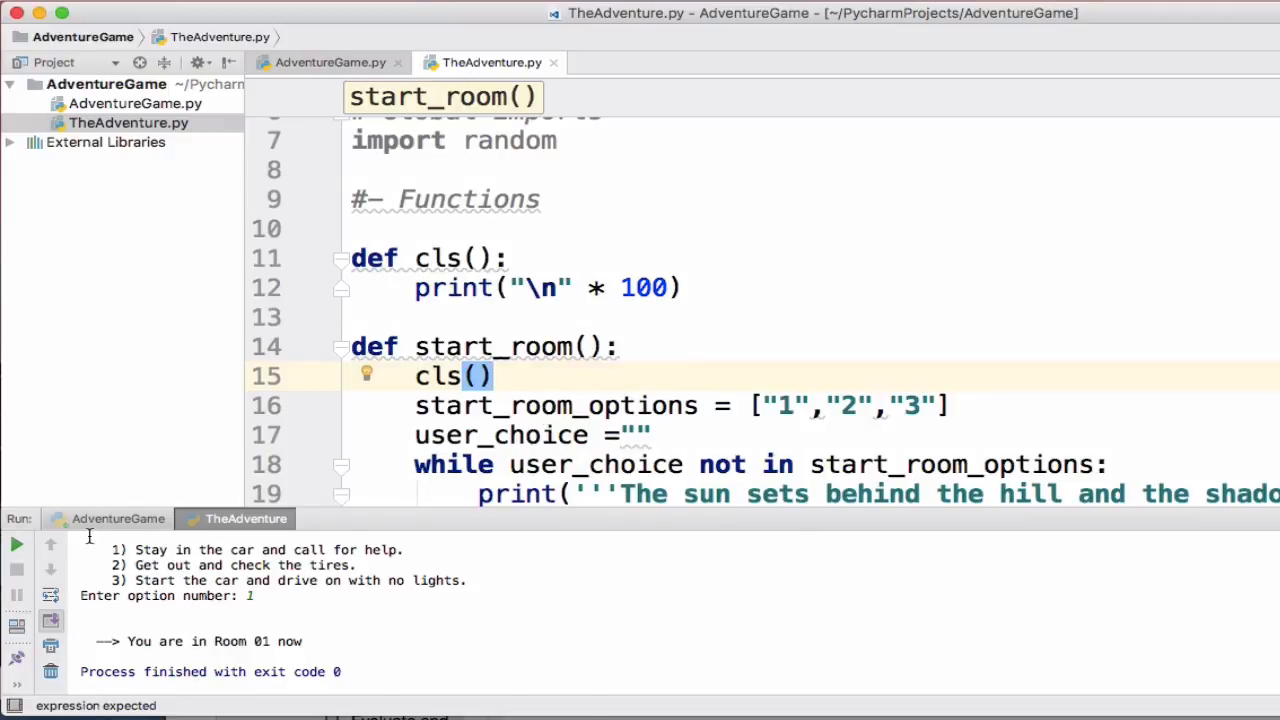 TheAdventure.py - AdventureGame - [~/PycharmProjects/AdventureGame]
AdventureGame TheAdventure.py
Project AdventureGame.py TheAdventure.py
AdventureGame ~/Pycharm
AdventureGame.py
TheAdventure.py
External Libraries
start_room()
7 import random
8
9 #— Functions
10
11 def cls():
12 print("\n" * 100)
13
14 def start_room():
15 cls()
16 start_room_options = ["1","2","3"]
17 user_choice =""
18 while user_choice not in start_room_options:
19 print('''The sun sets behind the hill and the shado
Run: AdventureGame TheAdventure
1) Stay in the car and call for help.
2) Get out and check the tires.
3) Start the car and drive on with no lights.
Enter option number: 1
——> You are in Room 01 now
Process finished with exit code 0
expression expected